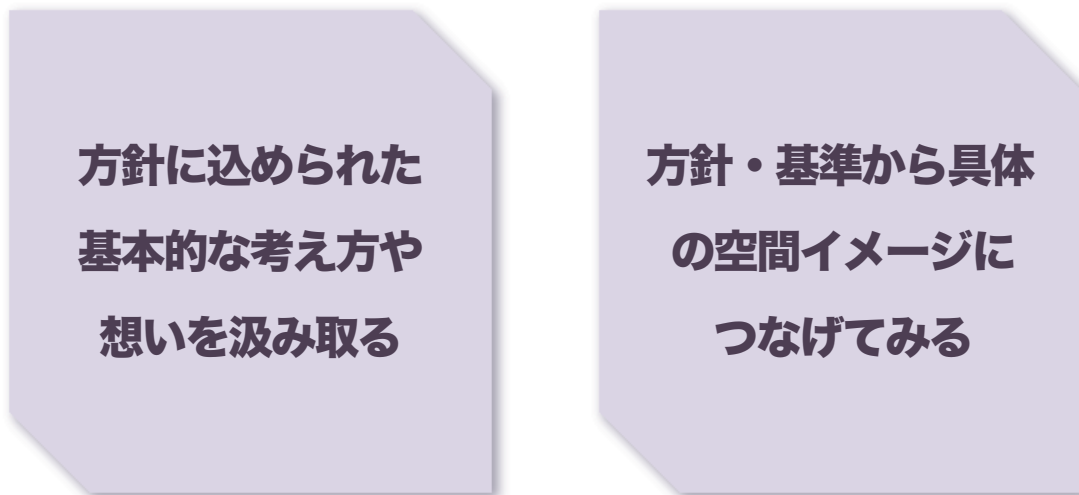 方針に込められた
基本的な考え方や
想いを汲み取る
方針・基準から具体
の空間イメージに
つなげてみる